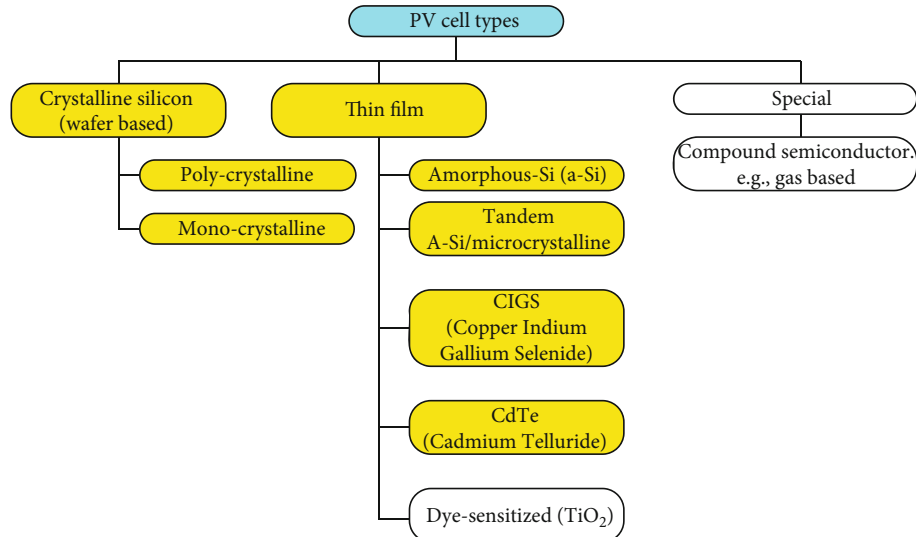 PV cell types
Crystalline silicon
(wafer based)
Poly-crystalline
Mono-crystalline
Thin film
Amorphous-Si (a-Si)
Tandem
A-Si/microcrystalline
CIGS
(Copper Indium
Gallium Selenide)
CdTe
(Cadmium Telluride)
Dye-sensitized (TiO₂)
Special
Compound semiconductor.
e.g., gas based